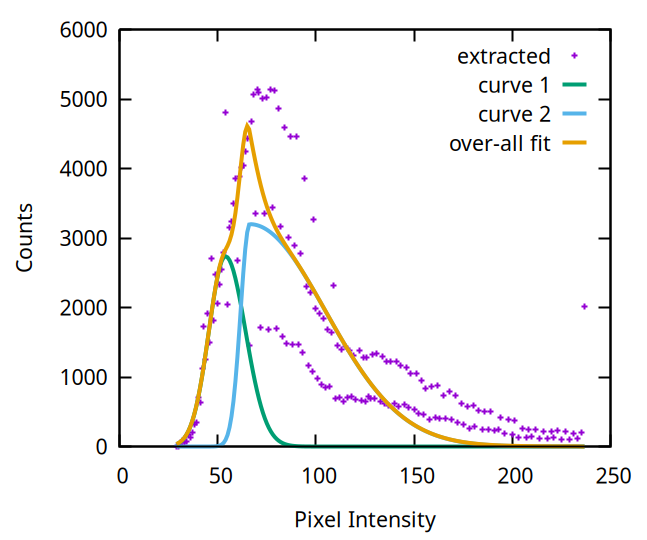 6000
5000
4000
3000
2000
1000
0
Counts
extracted
curve 1
curve 2
over-all fit
0 50 100 150 200 250
Pixel Intensity